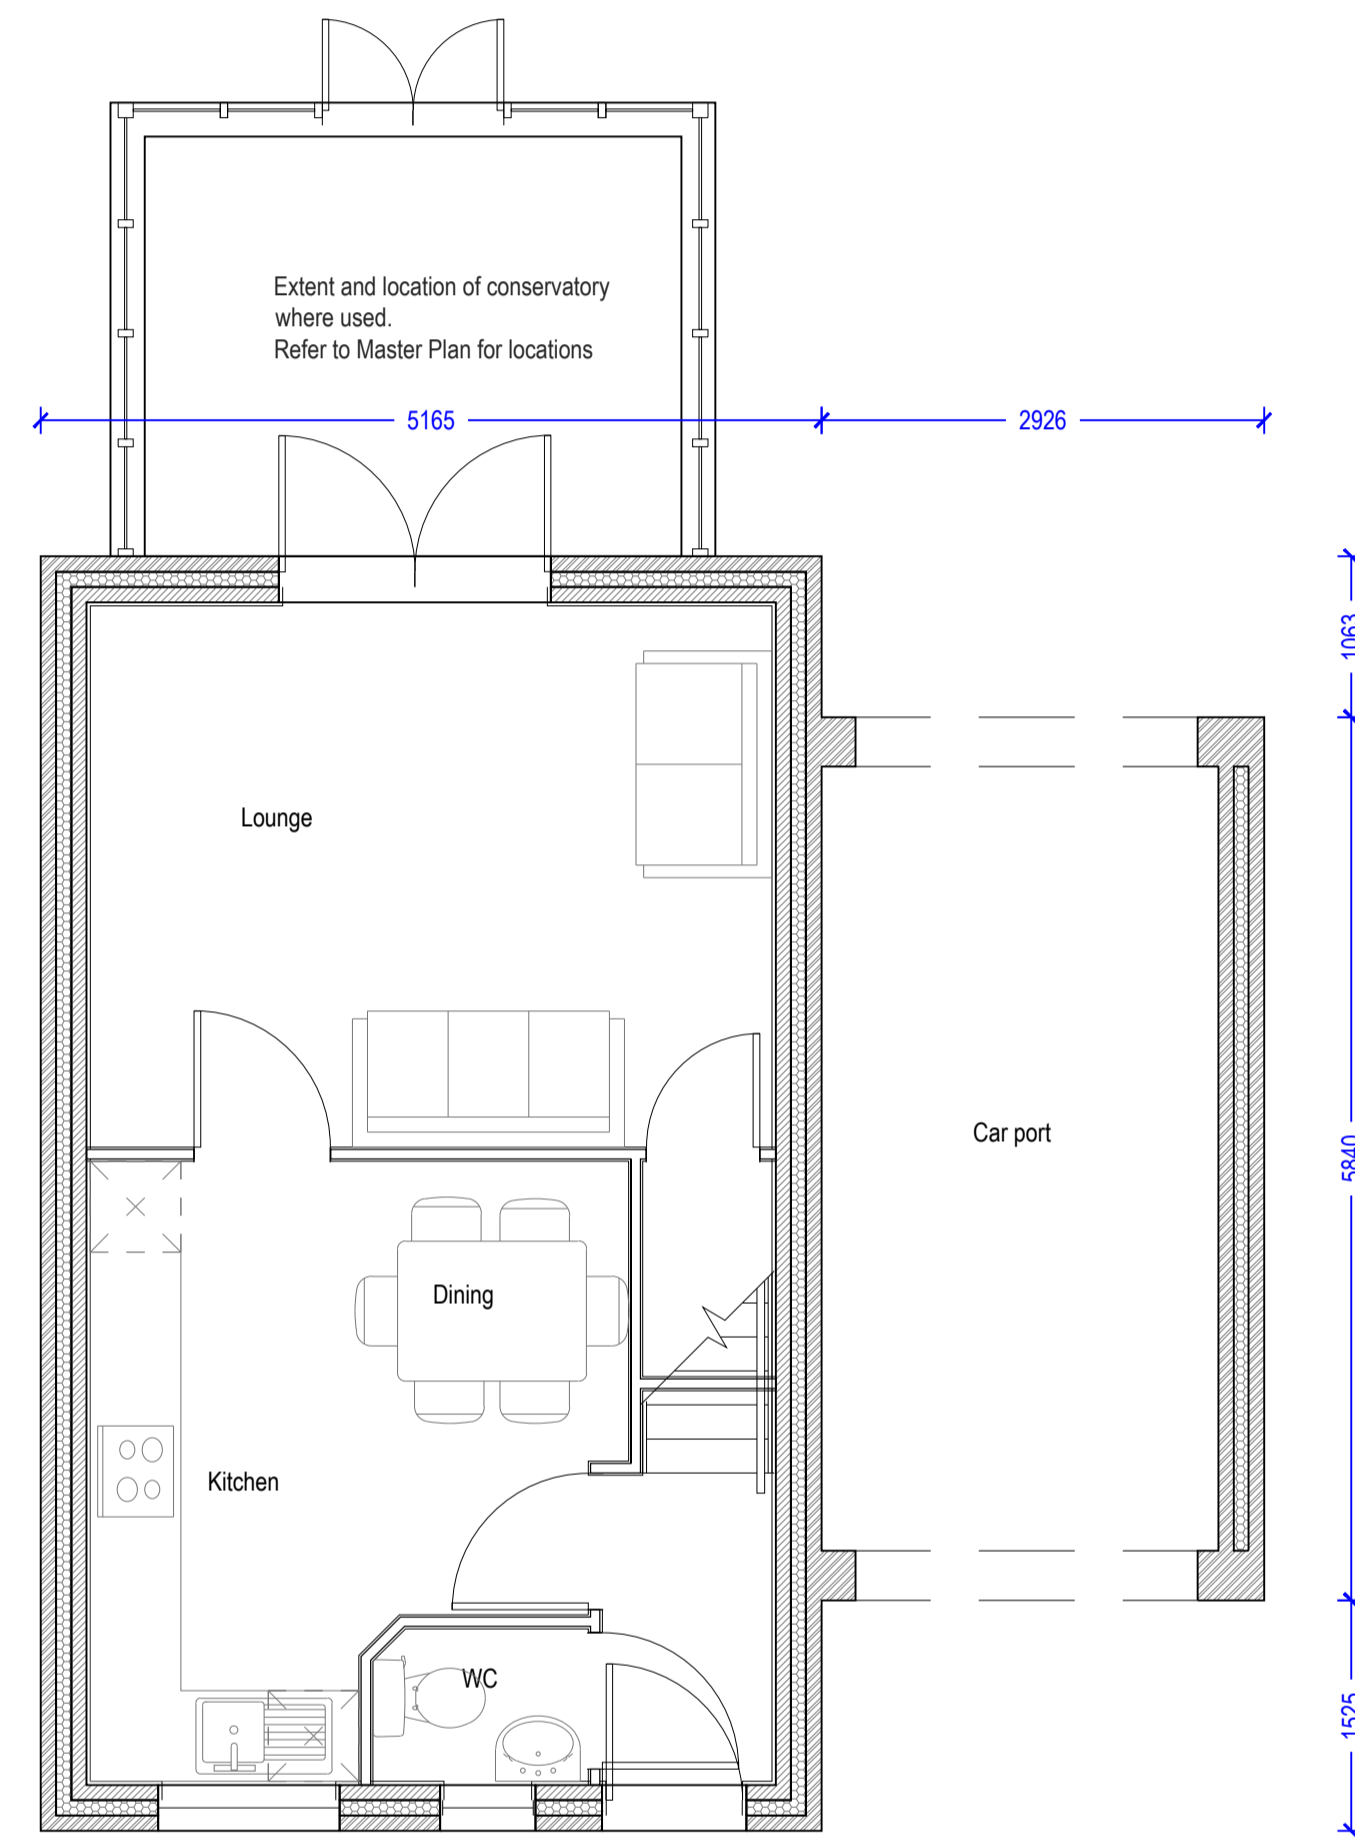 Extent and location of conservatory
where used.
Refer to Master Plan for locations
5165
2926
1063
Lounge
Car port
5840
Dining
Kitchen
WC
1525